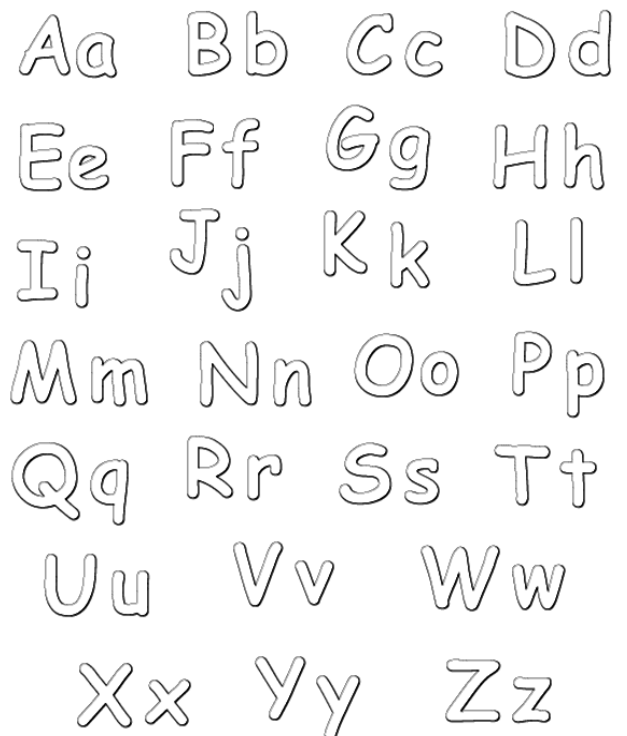 Aa Bb Cc Dd
Ee Ff Gg Hh
Ii Jj Kk Ll
Mm Nn Oo Pp
Qq Rr Ss Tt
Uu Vv Ww
Xx Yy Zz